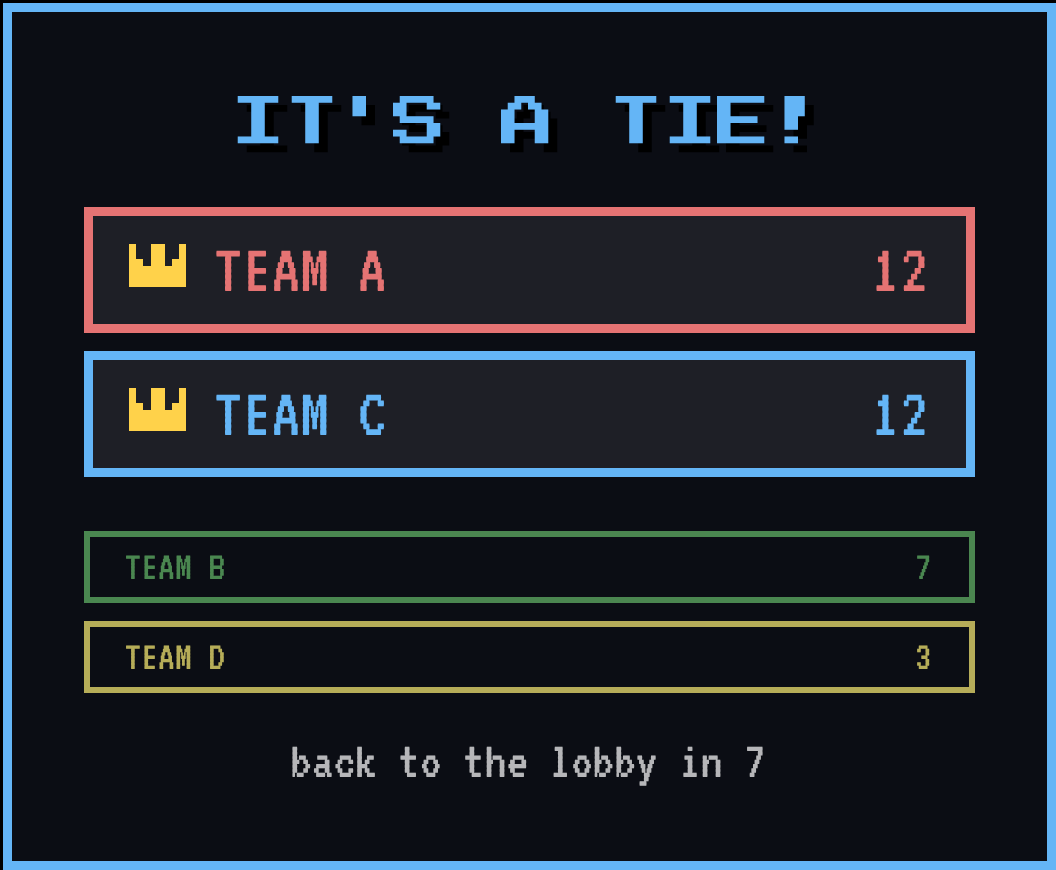 IT'S A TIE!
TEAM A 12
TEAM C 12
TEAM B 7
TEAM D 3
back to the lobby in 7